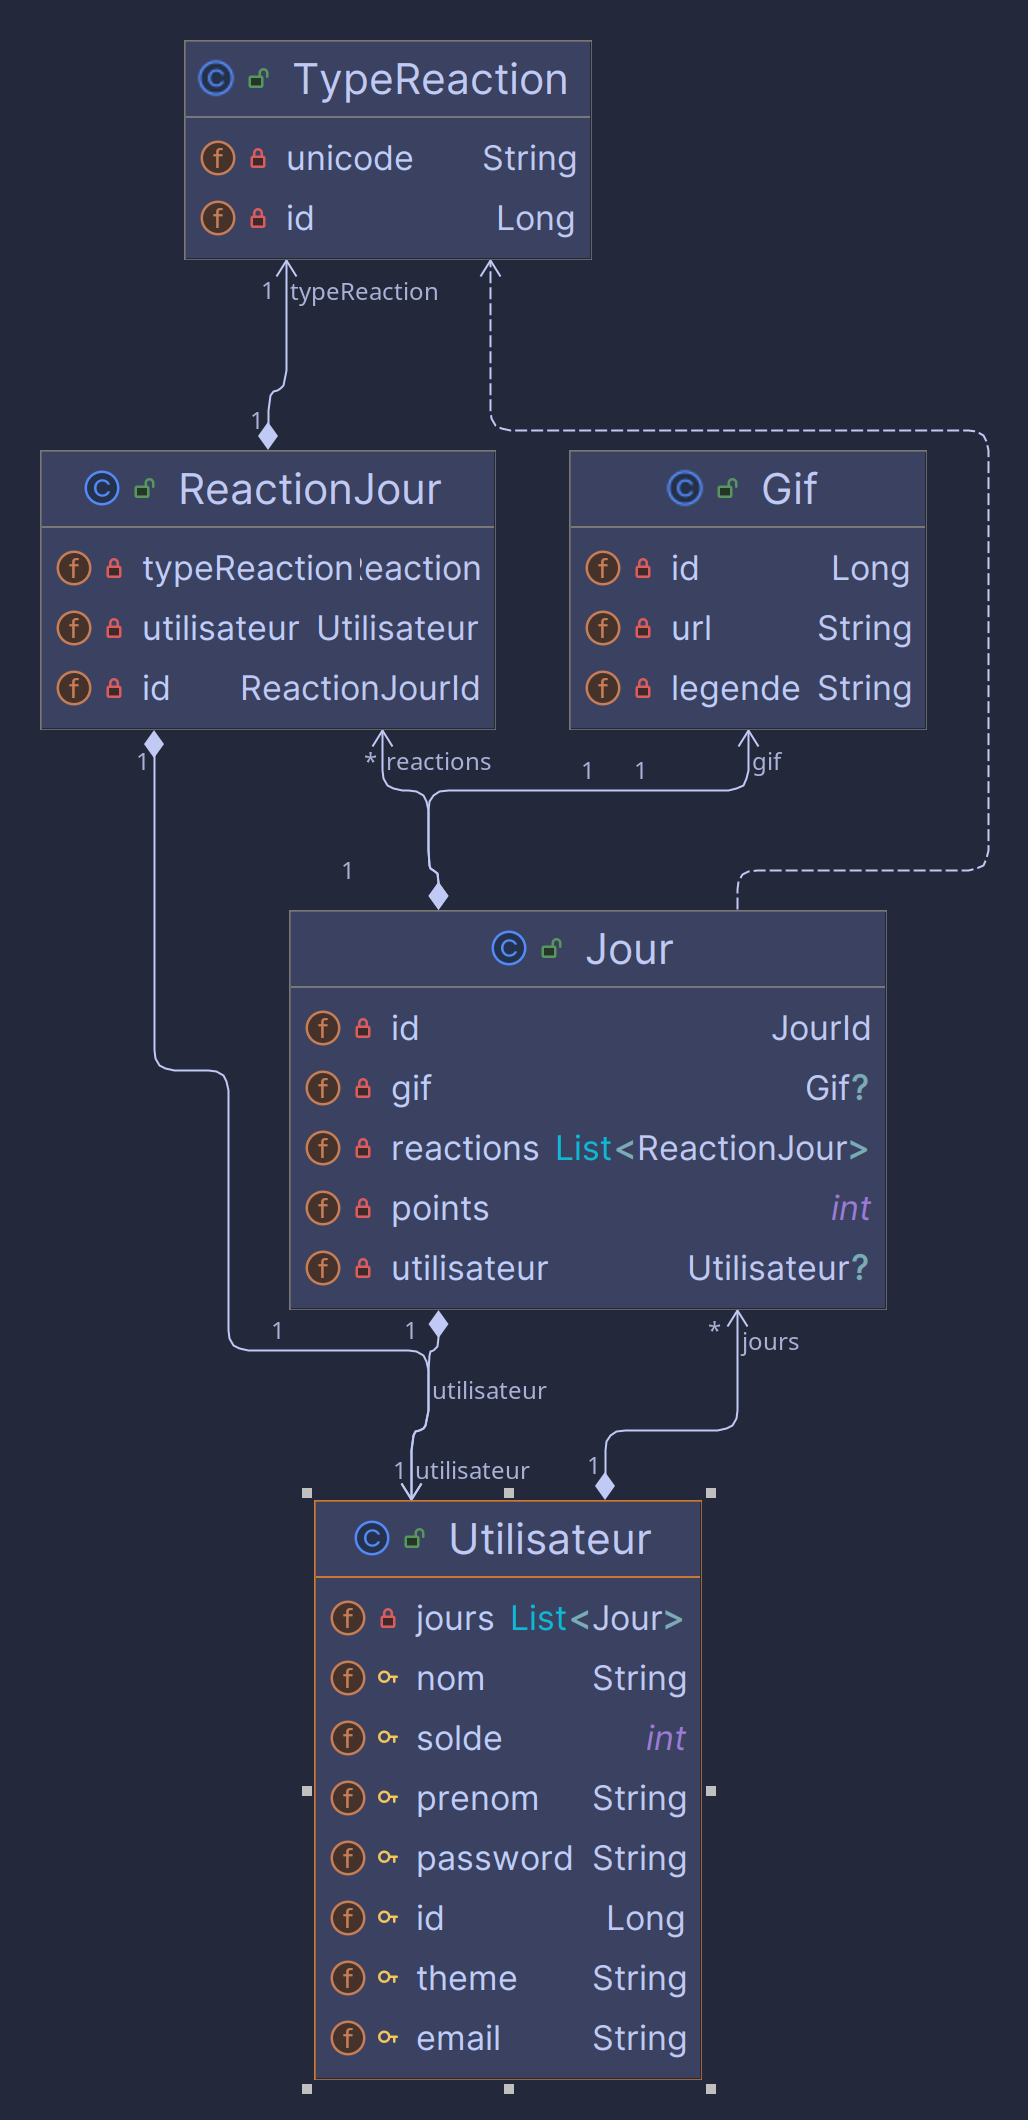 TypeReaction
unicode String
id Long
1 typeReaction
1
ReactionJour
typeReaction Reaction
utilisateur Utilisateur
id ReactionJourId
Gif
id Long
url String
legende String
1
* reactions
1 1
gif
1
Jour
id JourId
gif Gif?
reactions List<ReactionJour>
points int
utilisateur Utilisateur?
1 1
* jours
utilisateur
1 utilisateur
1
Utilisateur
jours List<Jour>
nom String
solde int
prenom String
password String
id Long
theme String
email String